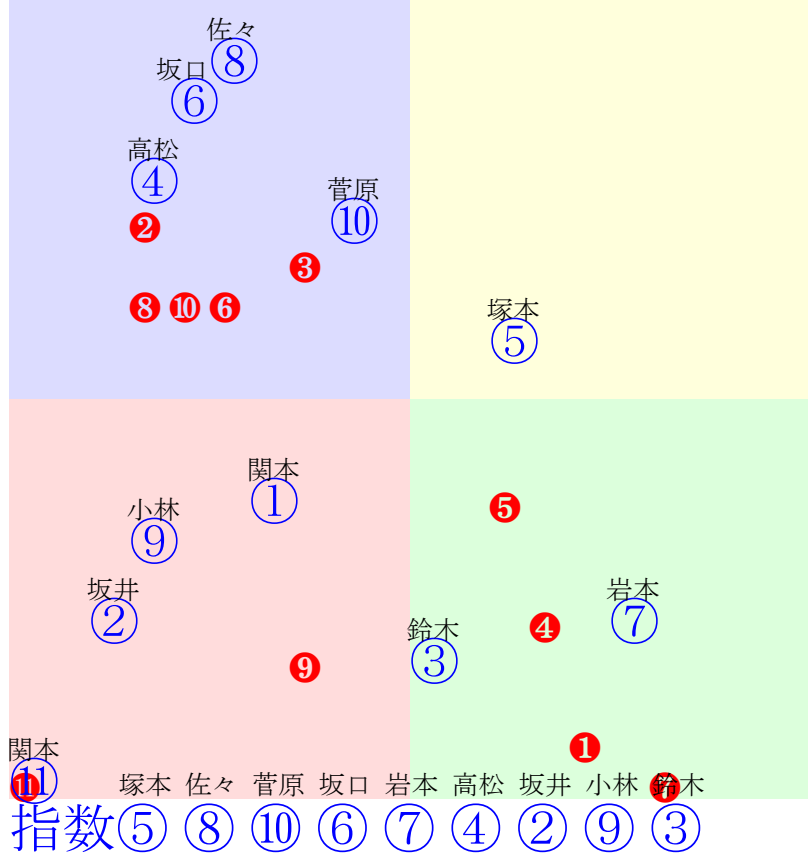 佐々
⑧
坂口
⑥
高松
④
菅原
⑩
❷
❸
❽ ❿ ❻
塚本
⑤
関本
①
❺
小林
⑨
坂井
②
岩本
⑦
鈴木
③
❹
❾
❶
関本
⑪
⓫ 塚本 佐々 菅原 坂口 岩本 高松 坂井 小林 鈴木
指数⑤⑧⑩⑥⑦④②⑨③